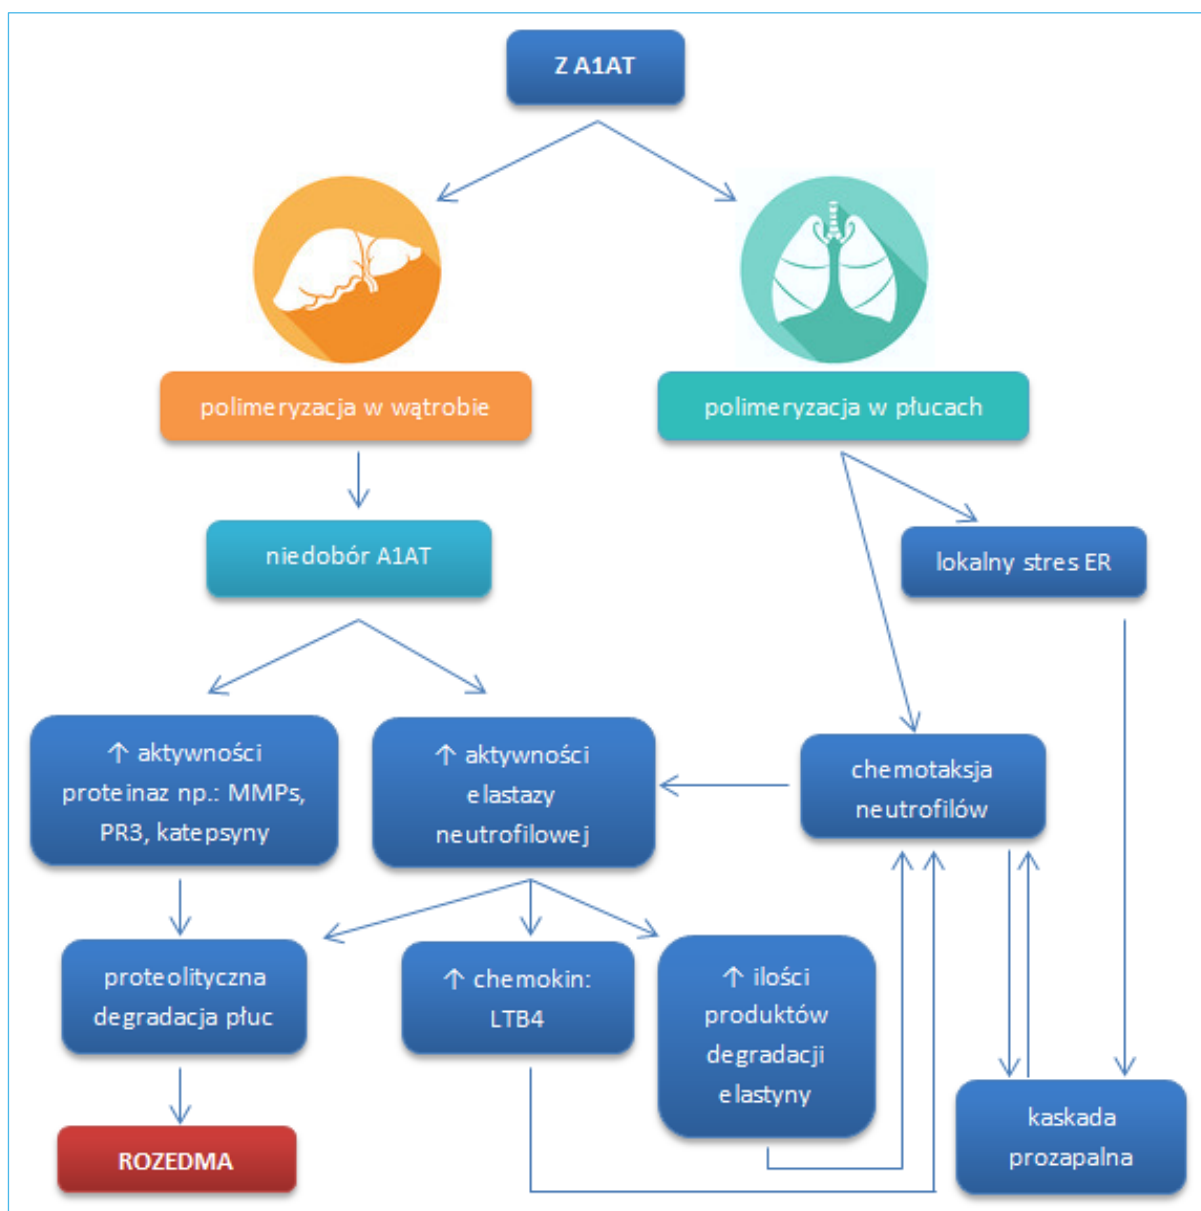 Z A1AT
polimeryzacja w wątrobie
polimeryzacja w płucach
niedobór A1AT
lokalny stres ER
↑ aktywności
proteinaz np.: MMPs,
PR3, katepsyny
↑ aktywności
elastazy
neutrofilowej
chemotaksja
neutrofilów
proteolityczna
degradacja płuc
↑ chemokin:
LTB4
↑ ilości
produktów
degradacji
elastyny
kaskada
prozapalna
ROZEDMA